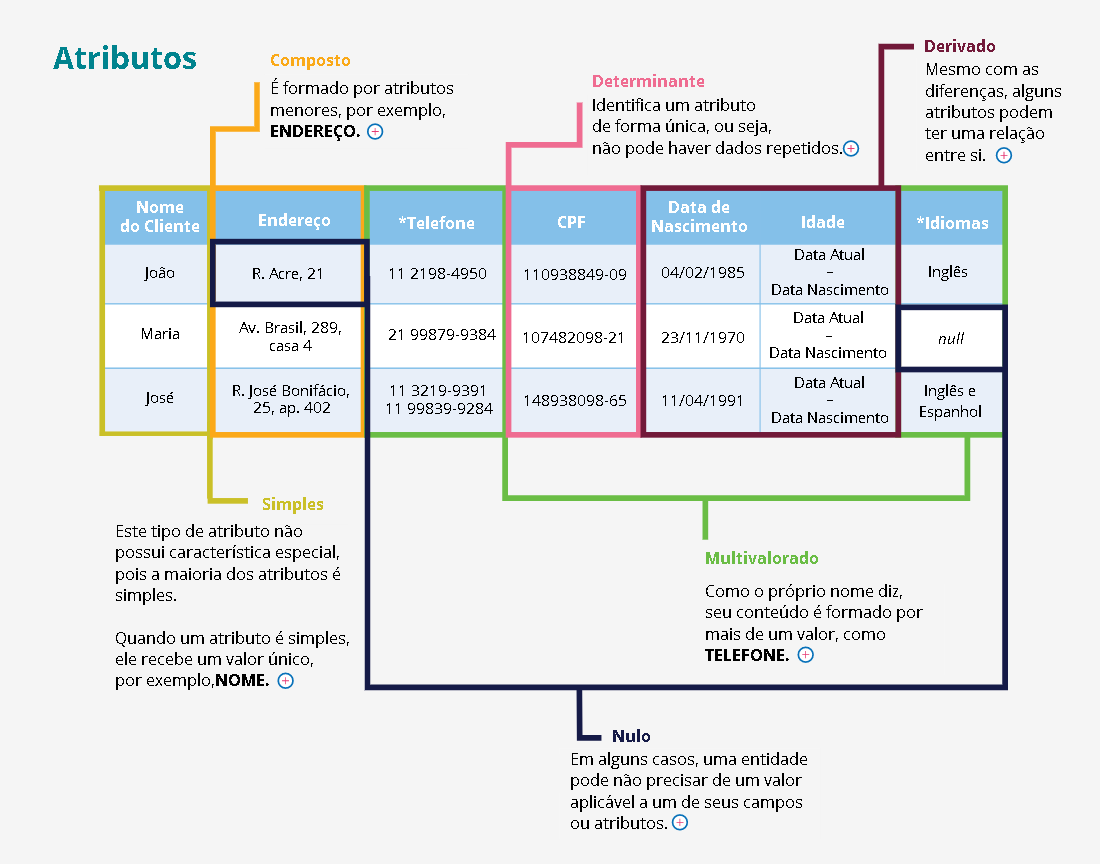 Atributos
Composto
É formado por atributos
menores, por exemplo,
ENDEREÇO.
Determinante
Identifica um atributo
de forma única, ou seja,
não pode haver dados repetidos.
Derivado
Mesmo com as
diferenças, alguns
atributos podem
ter uma relação
entre si.
Nome
do Cliente
Endereço
*Telefone
CPF
Data de
Nascimento
Idade
*Idiomas
João
R. Acre, 21
11 2198-4950
110938849-09
04/02/1985
Data Atual
–
Data Nascimento
Inglês
Maria
Av. Brasil, 289,
casa 4
21 99879-9384
107482098-21
23/11/1970
Data Atual
–
Data Nascimento
null
José
R. José Bonifácio,
25, ap. 402
11 3219-9391
11 99839-9284
148938098-65
11/04/1991
Data Atual
–
Data Nascimento
Inglês e
Espanhol
Simples
Este tipo de atributo não
possui característica especial,
pois a maioria dos atributos é
simples.
Quando um atributo é simples,
ele recebe um valor único,
por exemplo,NOME.
Multivalorado
Como o próprio nome diz,
seu conteúdo é formado por
mais de um valor, como
TELEFONE.
Nulo
Em alguns casos, uma entidade
pode não precisar de um valor
aplicável a um de seus campos
ou atributos.